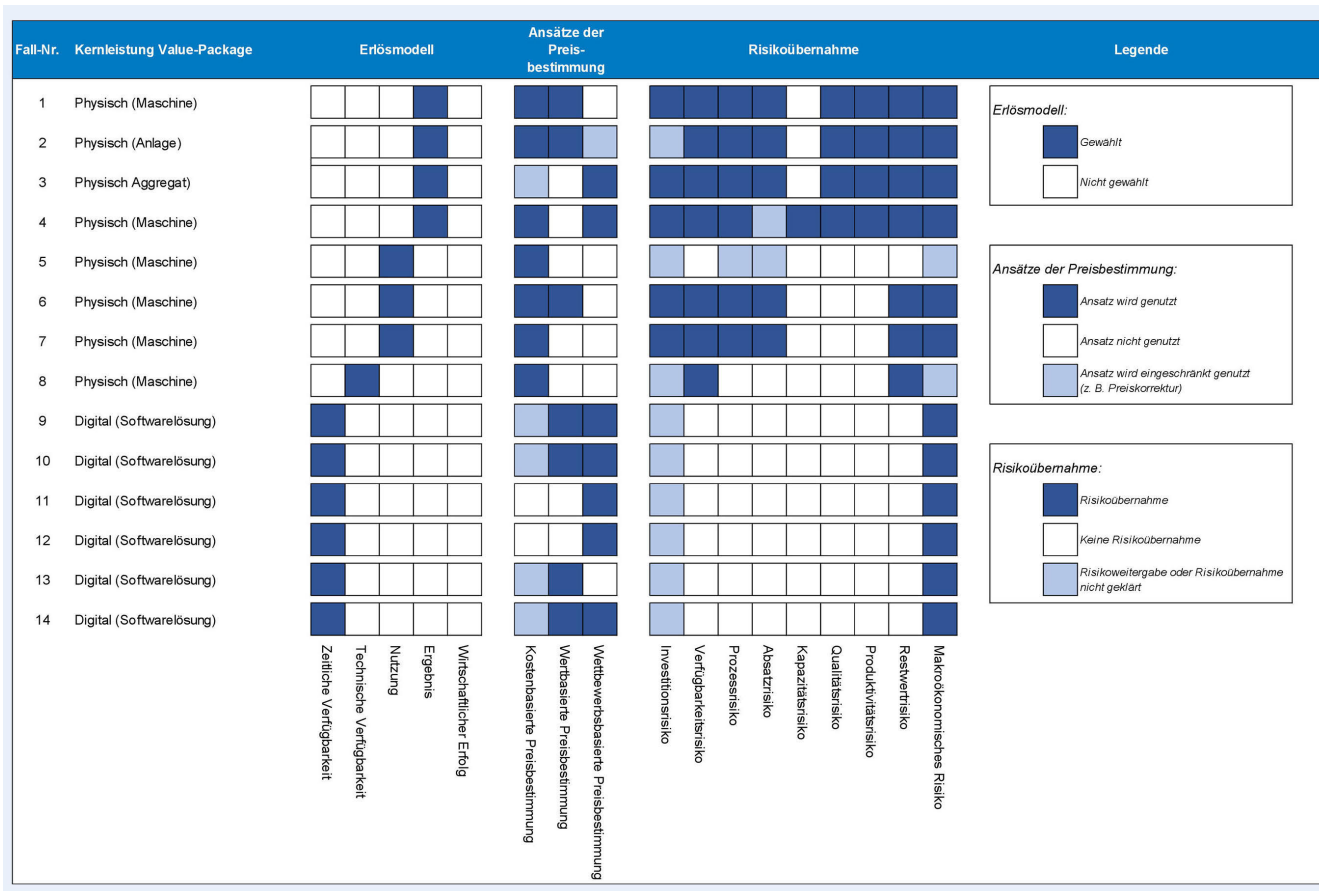 Fall-Nr. Kernleistung Value-Package Erlösmodell Ansätze der Preis-bestimmung Risikoübernahme Legende
1 Physisch (Maschine)
2 Physisch (Anlage)
3 Physisch Aggregat)
4 Physisch (Maschine)
5 Physisch (Maschine)
6 Physisch (Maschine)
7 Physisch (Maschine)
8 Physisch (Maschine)
9 Digital (Softwarelösung)
10 Digital (Softwarelösung)
11 Digital (Softwarelösung)
12 Digital (Softwarelösung)
13 Digital (Softwarelösung)
14 Digital (Softwarelösung)
Zeitliche Verfügbarkeit
Technische Verfügbarkeit
Nutzung
Ergebnis
Wirtschaftlicher Erfolg
Kostenbasierte Preisbestimmung
Wertbasierte Preisbestimmung
Wettbewerbsbasierte Preisbestimmung
Investitionsrisiko
Verfügbarkeitsrisiko
Prozessrisiko
Absatzrisiko
Kapazitätsrisiko
Qualitätsrisiko
Produktivitätsrisiko
Restwertrisiko
Makroökonomisches Risiko
Erlösmodell:
Gewählt
Nicht gewählt
Ansätze der Preisbestimmung:
Ansatz wird genutzt
Ansatz nicht genutzt
Ansatz wird eingeschränkt genutzt
(z. B. Preiskorrektur)
Risikoübernahme:
Risikoübernahme
Keine Risikoübernahme
Risikoweitergabe oder Risikoübernahme
nicht geklärt